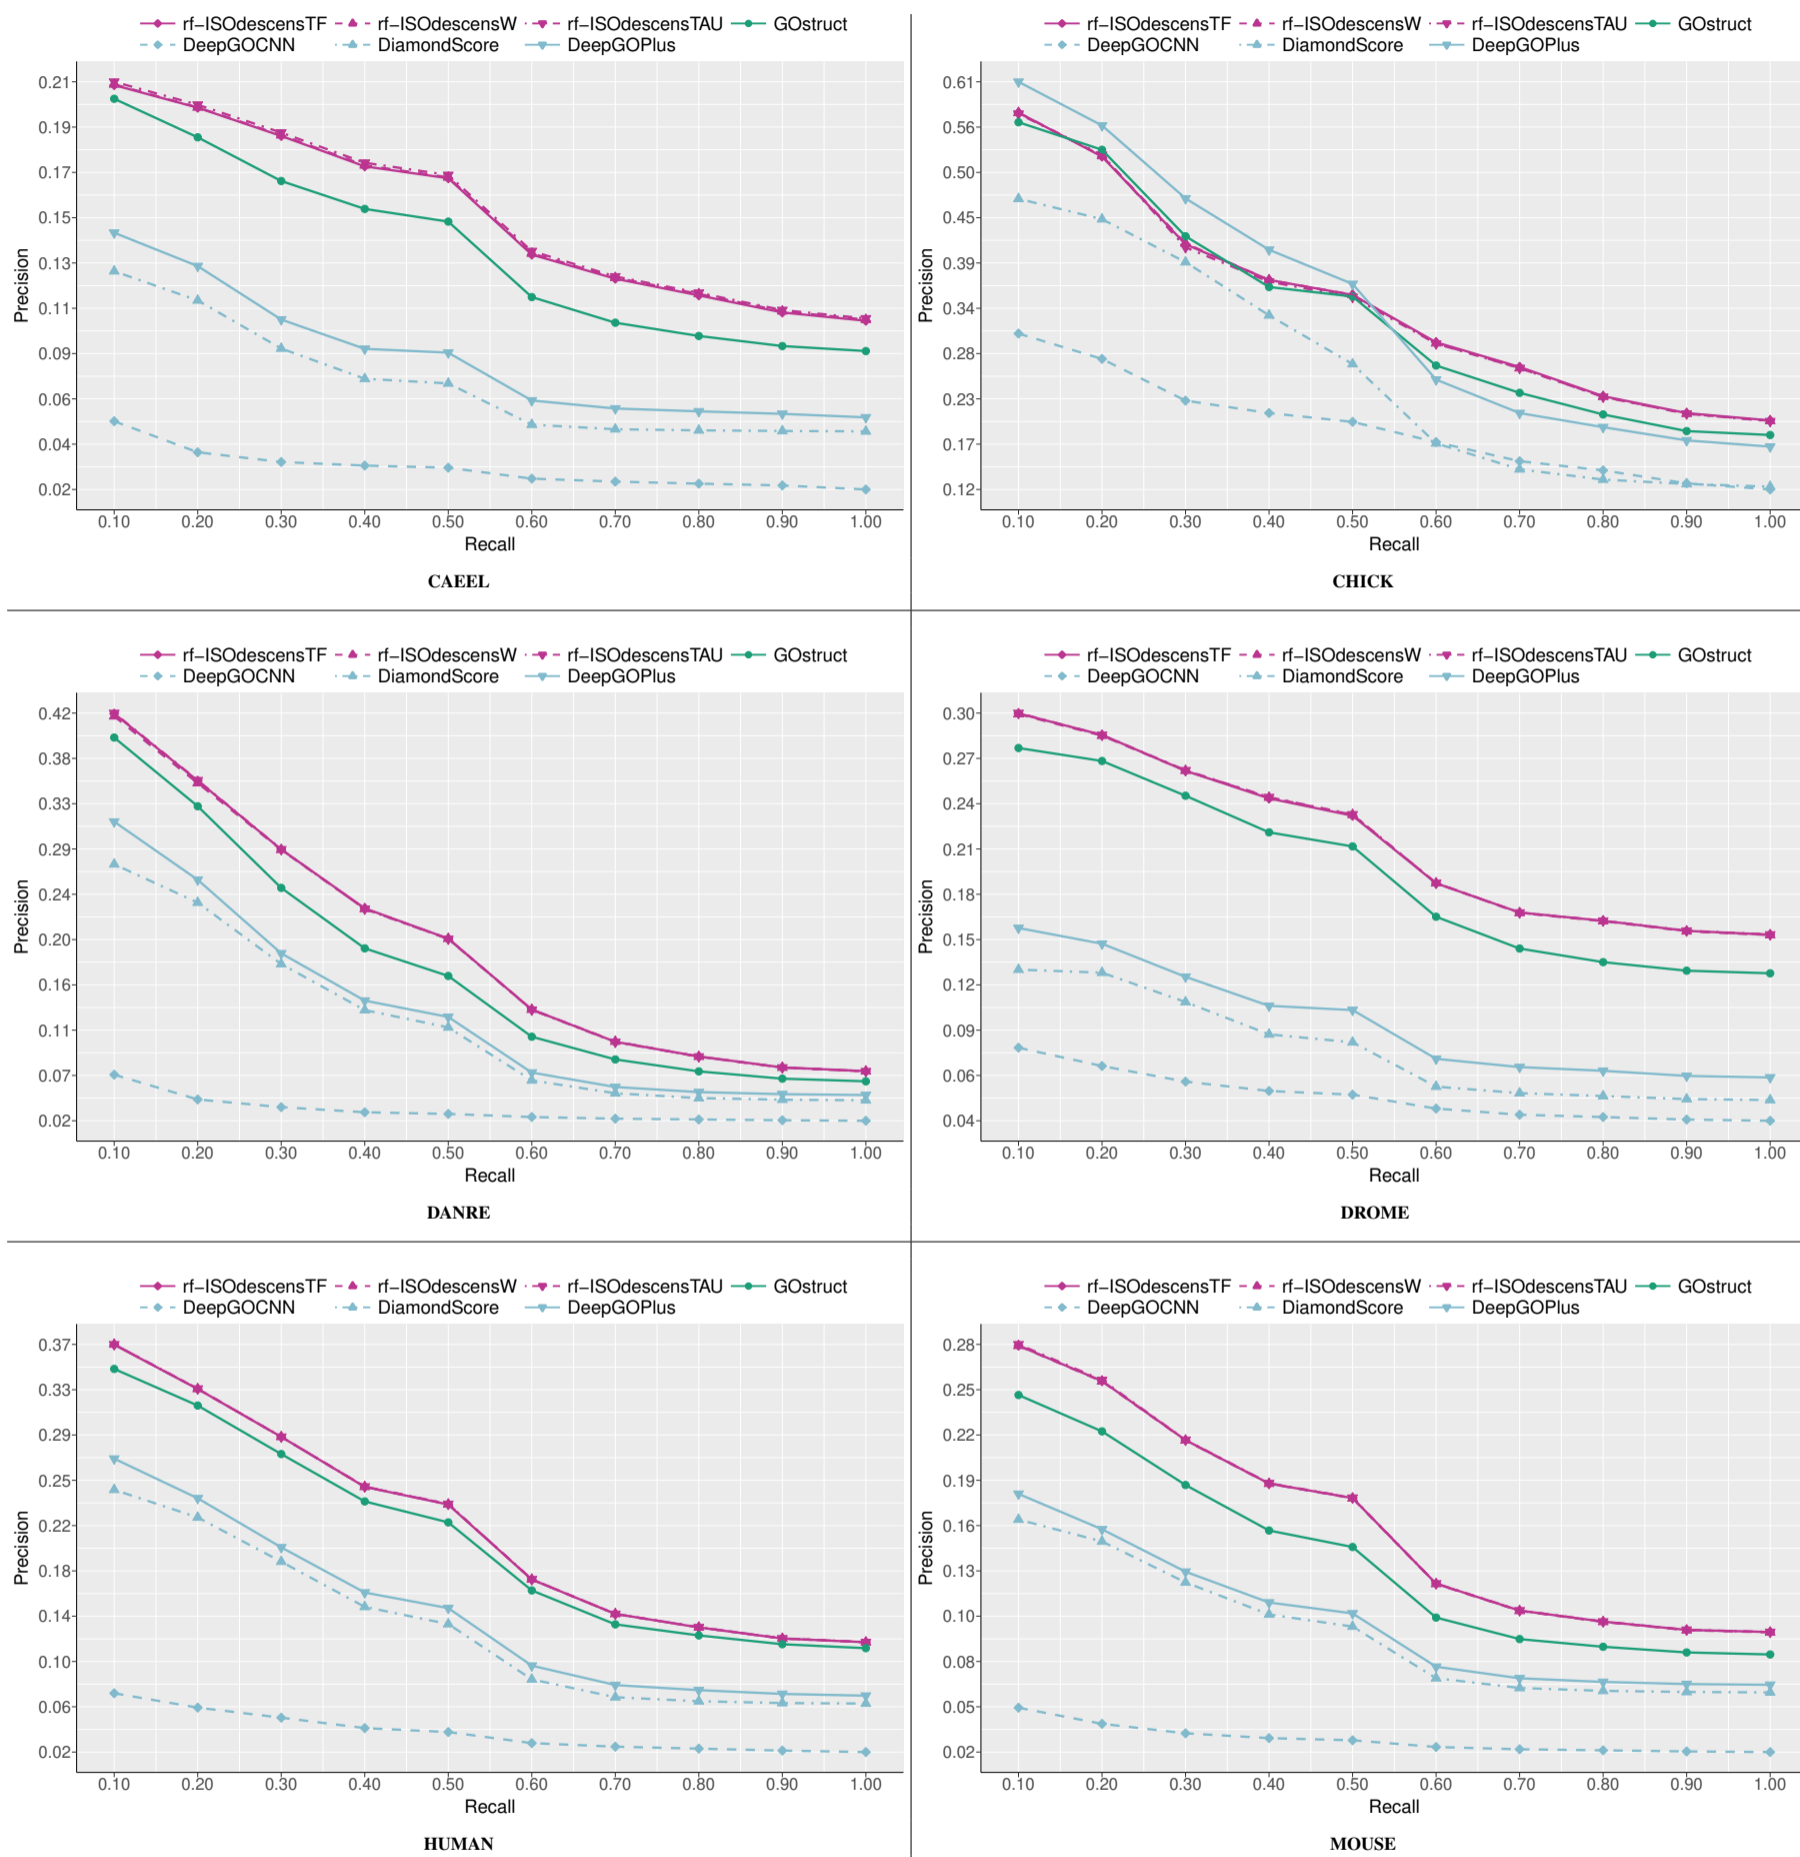 rf−ISOdescensTF rf−ISOdescensW rf−ISOdescensTAU GOstruct
DeepGOCNN DiamondScore DeepGOPlus
0.21
0.19
0.17
0.15
0.13
0.11
0.09
0.06
0.04
0.02
Precision
0.10 0.20 0.30 0.40 0.50 0.60 0.70 0.80 0.90 1.00
Recall
CAEEL
rf−ISOdescensTF rf−ISOdescensW rf−ISOdescensTAU GOstruct
DeepGOCNN DiamondScore DeepGOPlus
0.61
0.56
0.50
0.45
0.39
0.34
0.28
0.23
0.17
0.12
Precision
0.10 0.20 0.30 0.40 0.50 0.60 0.70 0.80 0.90 1.00
Recall
CHICK
rf−ISOdescensTF rf−ISOdescensW rf−ISOdescensTAU GOstruct
DeepGOCNN DiamondScore DeepGOPlus
0.42
0.38
0.33
0.29
0.24
0.20
0.16
0.11
0.07
0.02
Precision
0.10 0.20 0.30 0.40 0.50 0.60 0.70 0.80 0.90 1.00
Recall
DANRE
rf−ISOdescensTF rf−ISOdescensW rf−ISOdescensTAU GOstruct
DeepGOCNN DiamondScore DeepGOPlus
0.30
0.27
0.24
0.21
0.18
0.15
0.12
0.09
0.06
0.04
Precision
0.10 0.20 0.30 0.40 0.50 0.60 0.70 0.80 0.90 1.00
Recall
DROME
rf−ISOdescensTF rf−ISOdescensW rf−ISOdescensTAU GOstruct
DeepGOCNN DiamondScore DeepGOPlus
0.37
0.33
0.29
0.25
0.22
0.18
0.14
0.10
0.06
0.02
Precision
0.10 0.20 0.30 0.40 0.50 0.60 0.70 0.80 0.90 1.00
Recall
HUMAN
rf−ISOdescensTF rf−ISOdescensW rf−ISOdescensTAU GOstruct
DeepGOCNN DiamondScore DeepGOPlus
0.28
0.25
0.22
0.19
0.16
0.13
0.10
0.08
0.05
0.02
Precision
0.10 0.20 0.30 0.40 0.50 0.60 0.70 0.80 0.90 1.00
Recall
MOUSE